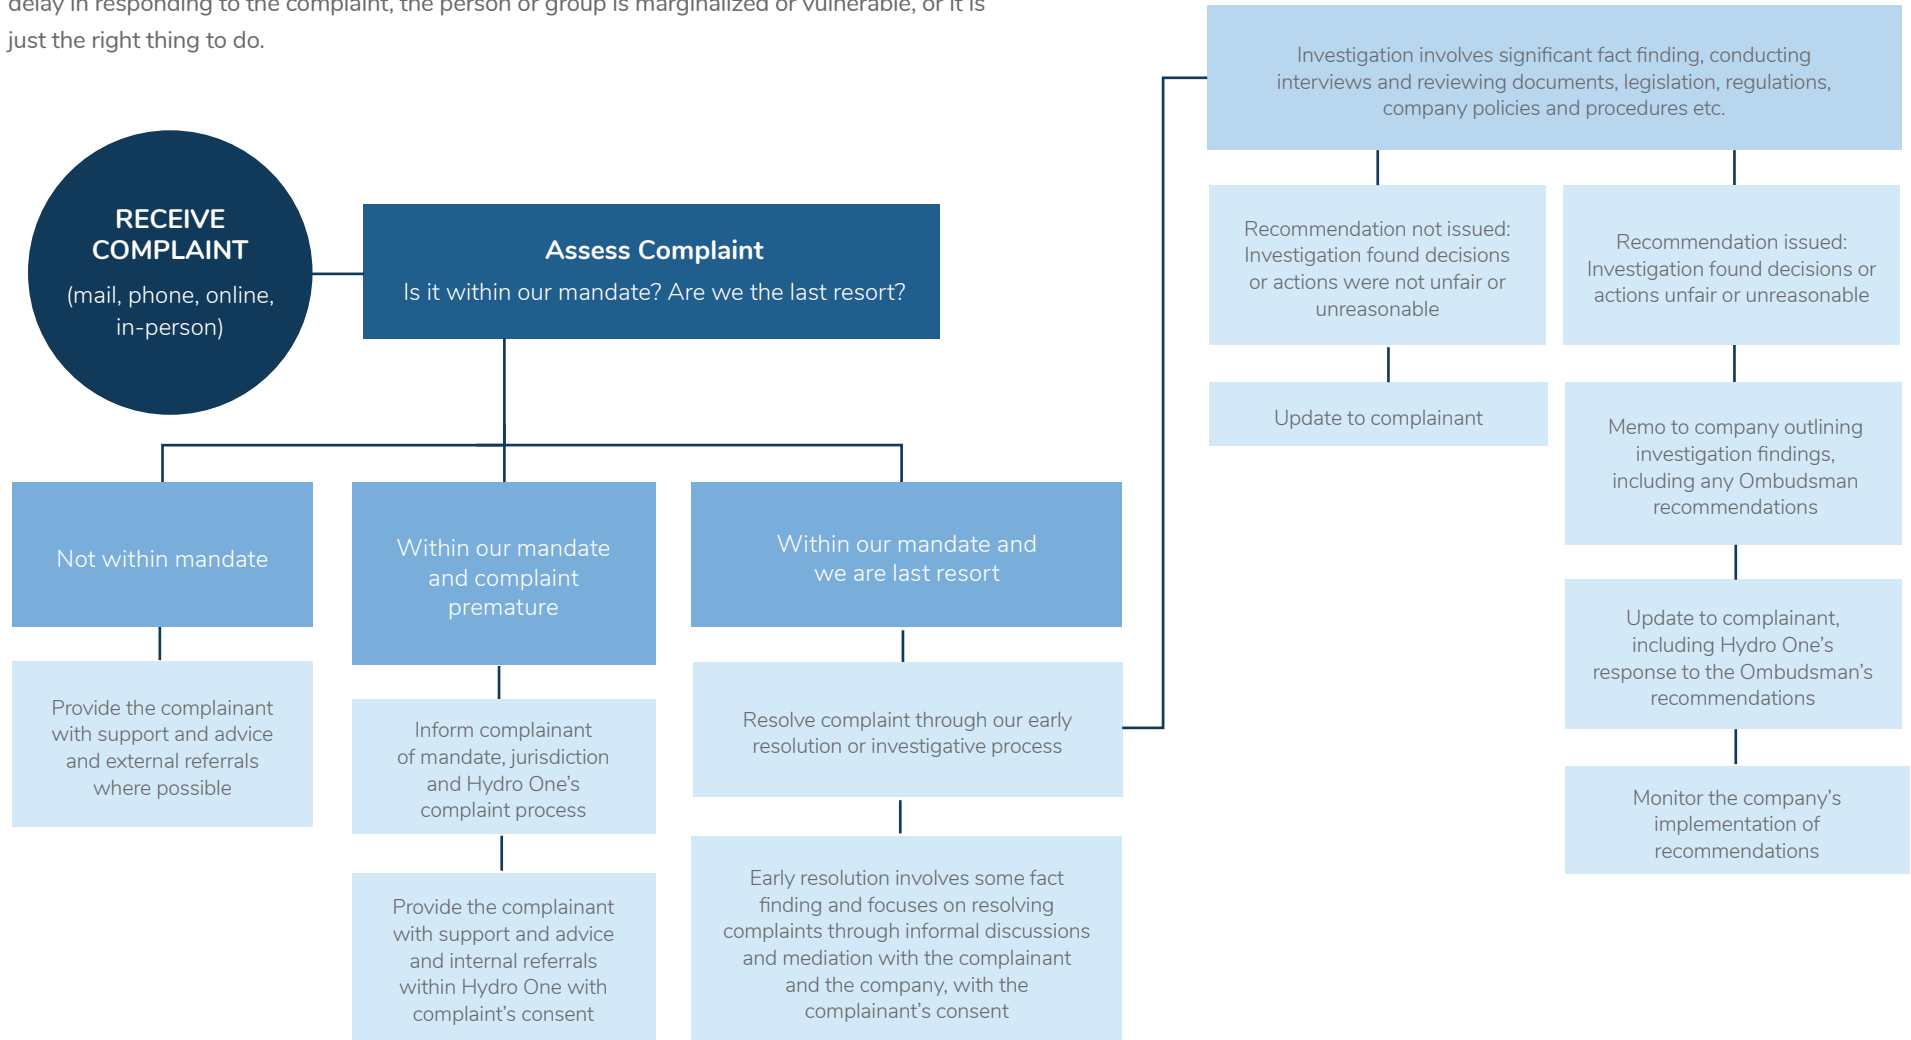 delay in responding to the complaint, the person or group is marginalized or vulnerable, or it is
just the right thing to do.
RECEIVE
COMPLAINT
(mail, phone, online,
in-person)
Assess Complaint
Is it within our mandate? Are we the last resort?
Not within mandate
Provide the complainant
with support and advice
and external referrals
where possible
Within our mandate
and complaint
premature
Inform complainant
of mandate, jurisdiction
and Hydro One’s
complaint process
Provide the complainant
with support and advice
and internal referrals
within Hydro One with
complaint’s consent
Within our mandate and
we are last resort
Resolve complaint through our early
resolution or investigative process
Early resolution involves some fact
finding and focuses on resolving
complaints through informal discussions
and mediation with the complainant
and the company, with the
complainant’s consent
Investigation involves significant fact finding, conducting
interviews and reviewing documents, legislation, regulations,
company policies and procedures etc.
Recommendation not issued:
Investigation found decisions
or actions were not unfair or
unreasonable
Update to complainant
Recommendation issued:
Investigation found decisions or
actions unfair or unreasonable
Memo to company outlining
investigation findings,
including any Ombudsman
recommendations
Update to complainant,
including Hydro One’s
response to the Ombudsman’s
recommendations
Monitor the company’s
implementation of
recommendations